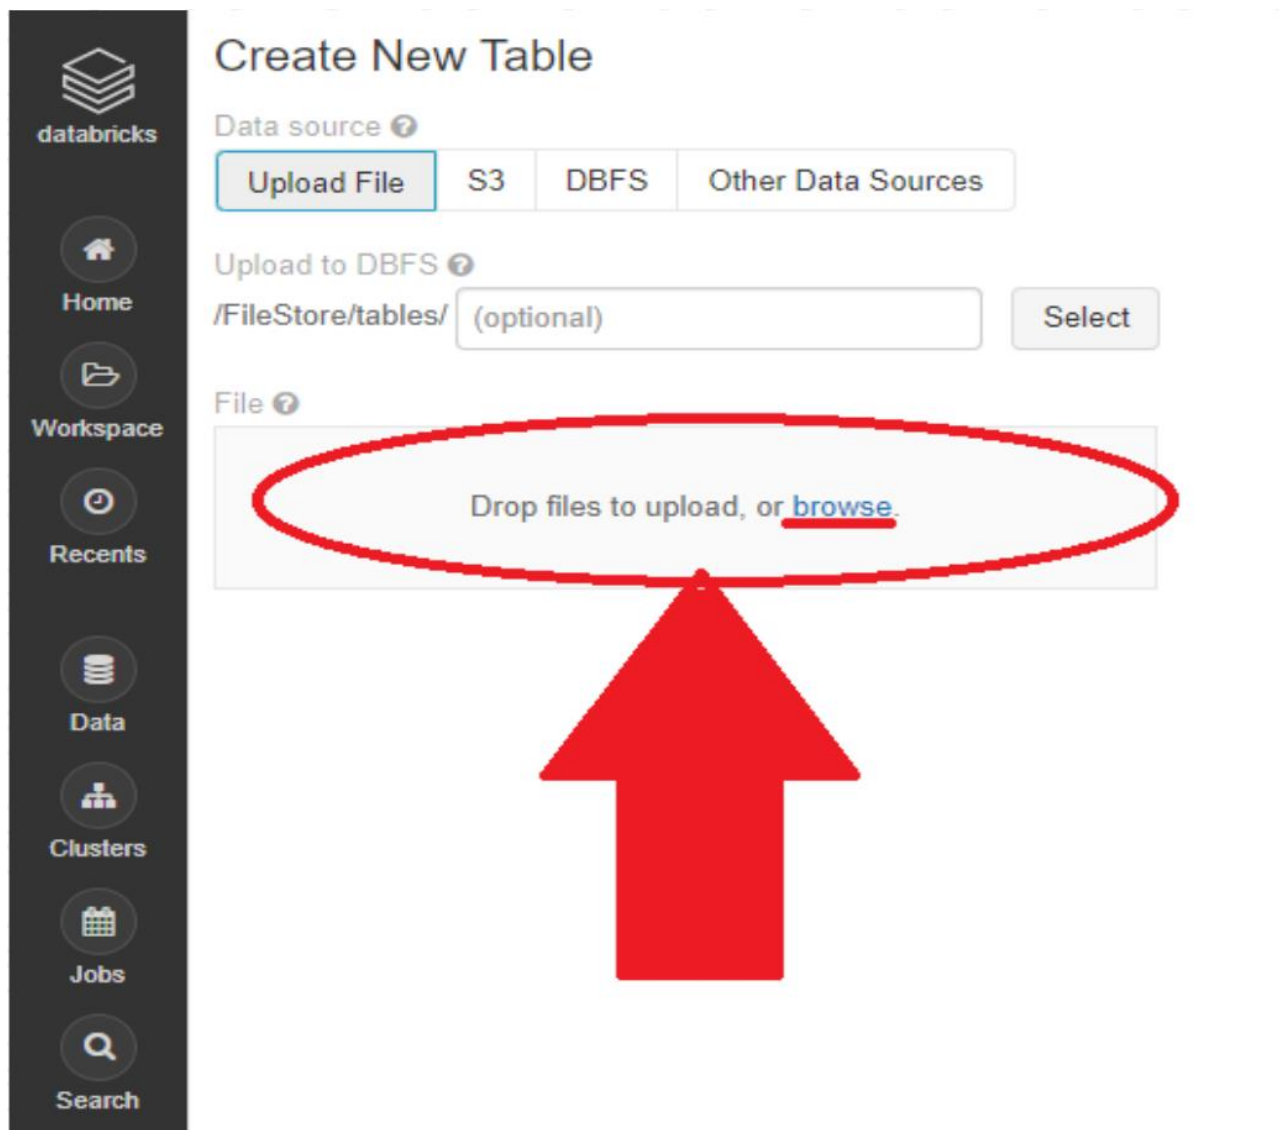 databricks
Home
Workspace
Recents
Data
Clusters
Jobs
Search
Create New Table
Data source
Upload File S3 DBFS Other Data Sources
Upload to DBFS
/FileStore/tables/ (optional) Select
File
Drop files to upload, or browse.